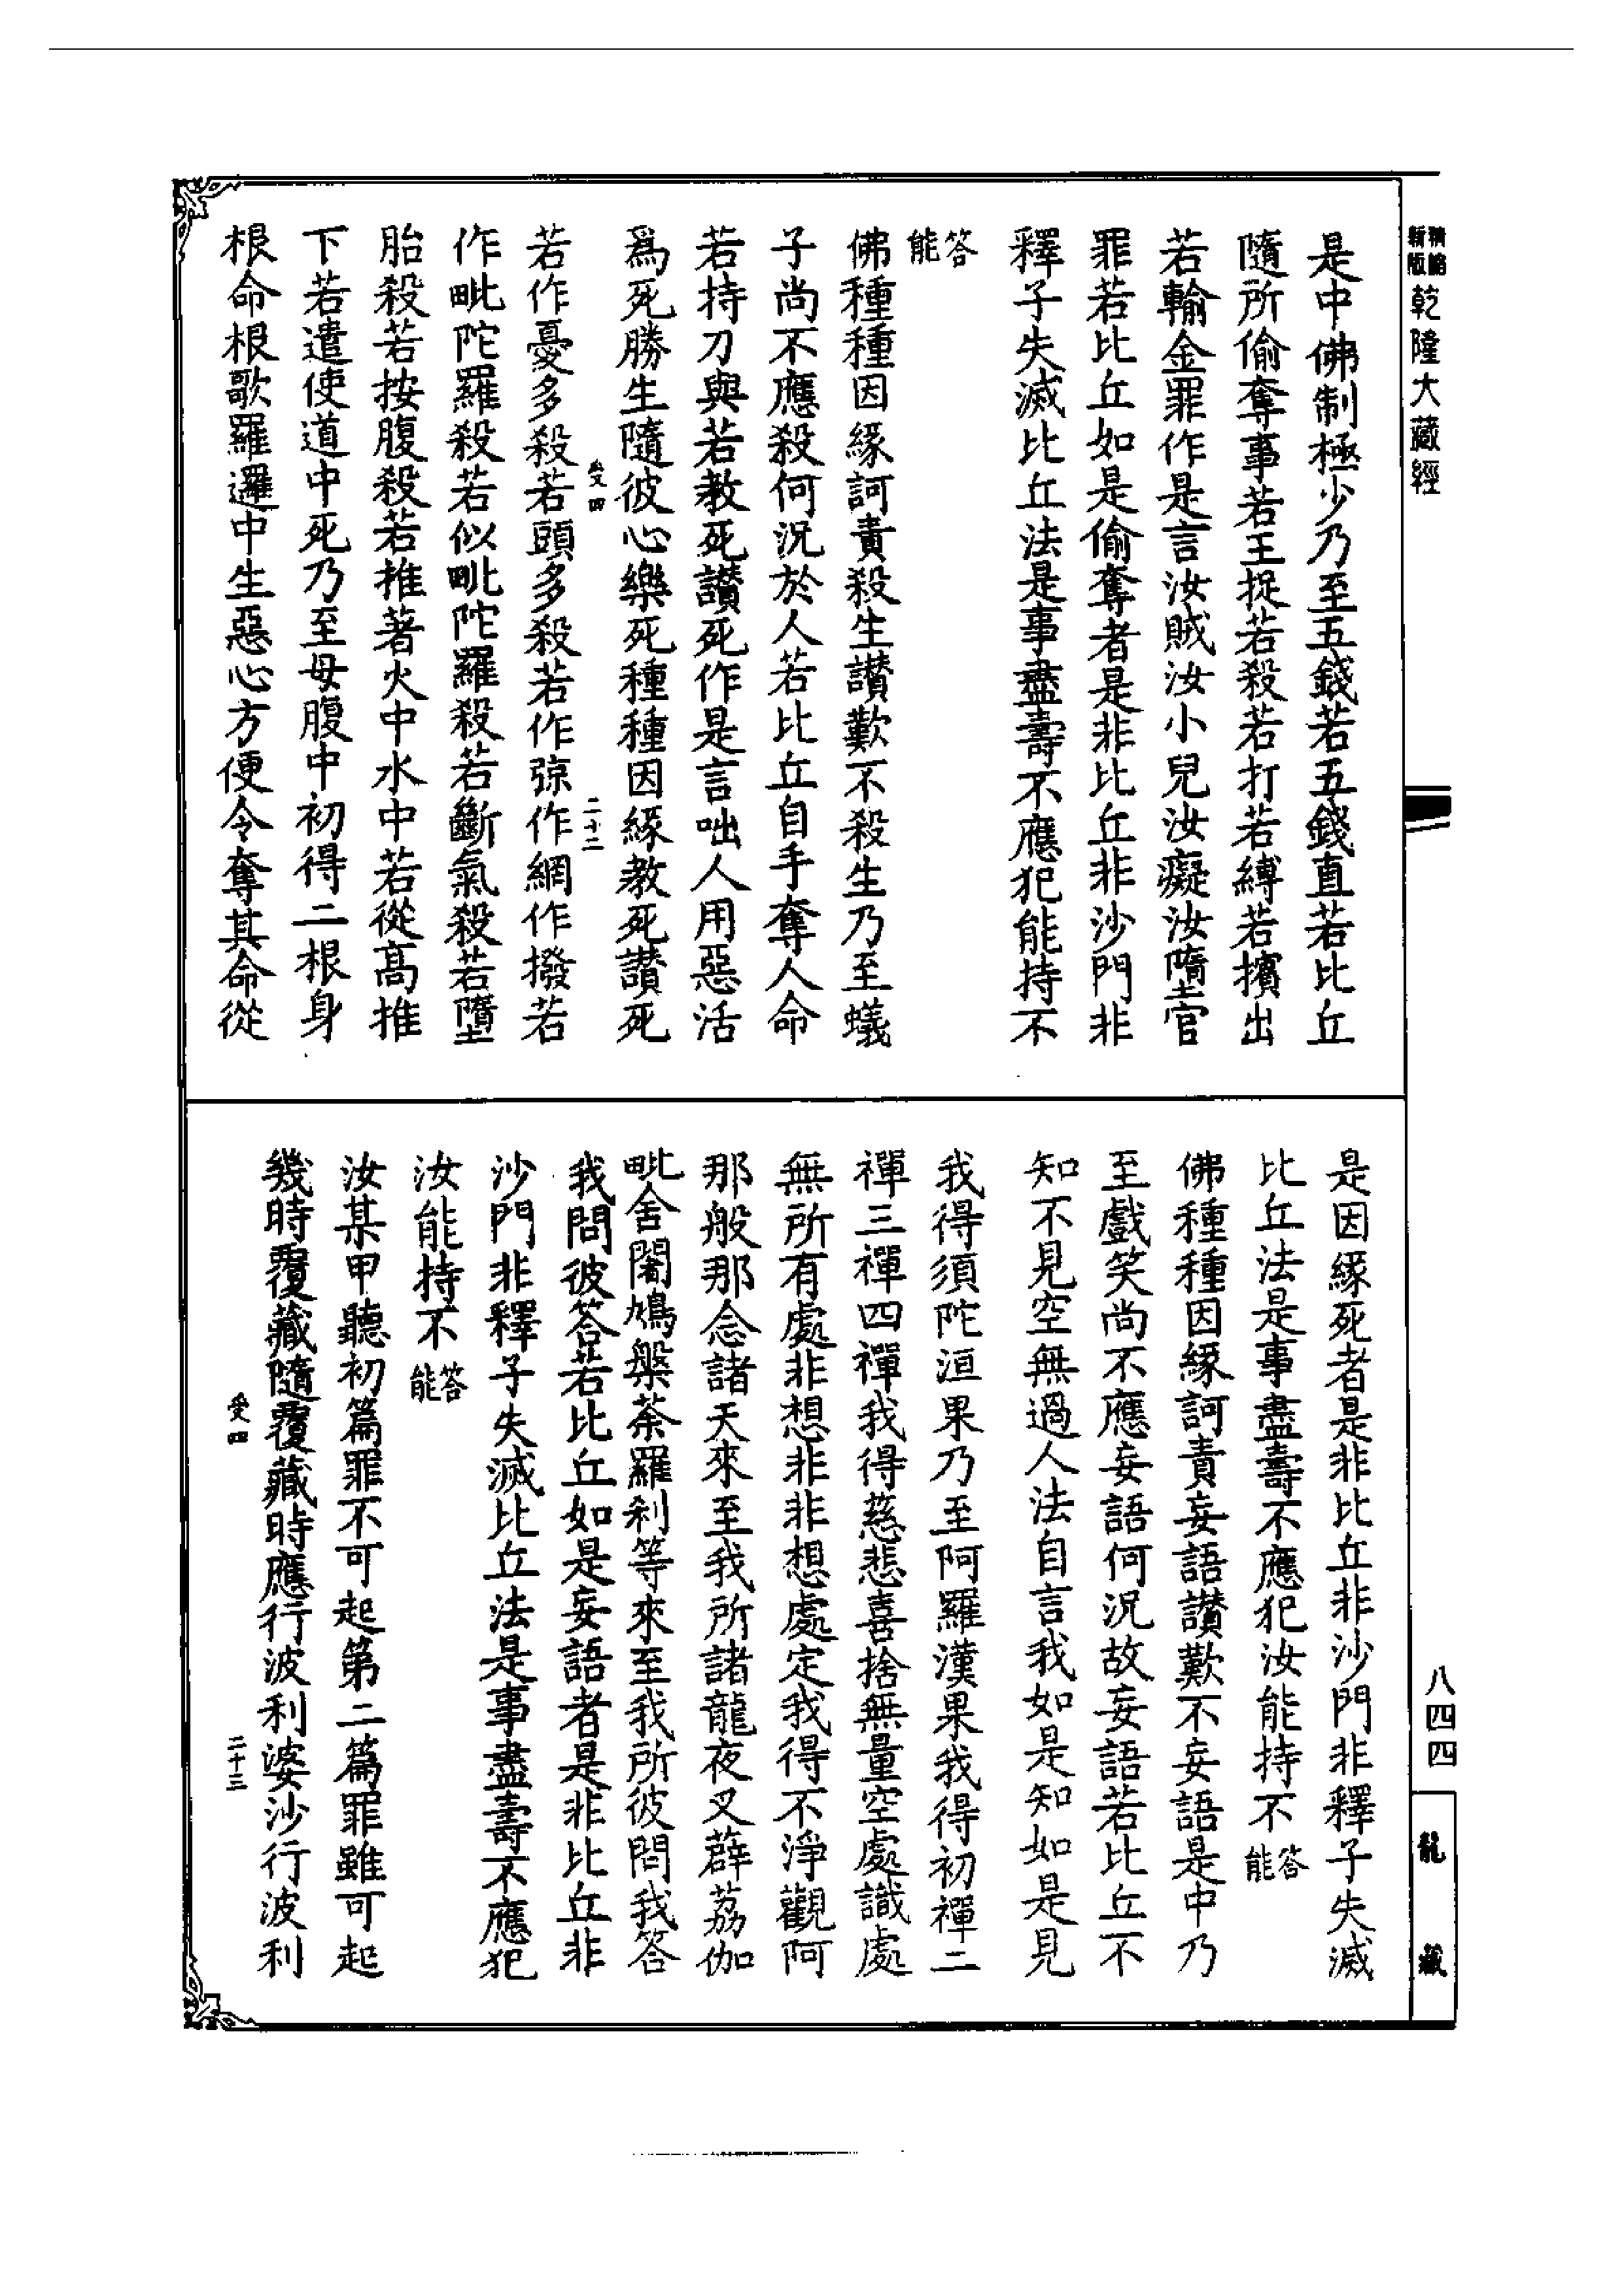 新版精縮乾隆大藏經
是中佛制極少乃至五錢若五錢直若比丘
隨所偷奪事若王捉若殺若打若縛若擯出
若輸金罪作是言汝賊汝小兒汝癡汝墮官
罪若比丘如是偷奪者是非比丘非沙門非
釋子失滅比丘法是事盡壽不應犯能持不
答能
佛種種因緣訶責殺生讃歎不殺生乃至蟻
子尚不應殺何況於人若比丘自手奪人命
若持刀與若教死讃死作是言咄人用惡活
爲死勝生隨彼心樂死種種因緣教死讃死
受四
二十二
若作憂多殺若頭多殺若作弶作網作撥若
作毗陀羅殺若似毗陀羅殺若斷氣殺若墮
胎殺若按腹殺若推著火中水中若從高推
下若遣使道中死乃至母腹中初得二根身
根命根歌羅邏中生惡心方便令奪其命從
八四四
龍藏
是因緣死者是非比丘非沙門非釋子失滅
比丘法是事盡壽不應犯汝能持不答能
佛種種因緣訶責妄語讃歎不妄語是中乃
至戲笑尚不應妄語何況故妄語若比丘不
知不見空無過人法自言我如是知如是見
我得須陀洹果乃至阿羅漢果我得初禪二
禪三禪四禪我得慈悲喜捨無量空處識處
無所有處非想非非想處定我得不淨觀阿
那般那念諸天來至我所諸龍夜叉薜荔伽
毗舍闍鳩槃茶羅刹等來至我所彼問我答
我問彼答若比丘如是妄語者是非比丘非
沙門非釋子失滅比丘法是事盡壽不應犯
汝能持不答能
汝某甲聽初篇罪不可起第二篇罪雖可起
幾時覆藏隨覆藏時應行波利婆沙行波利
受四
二十三